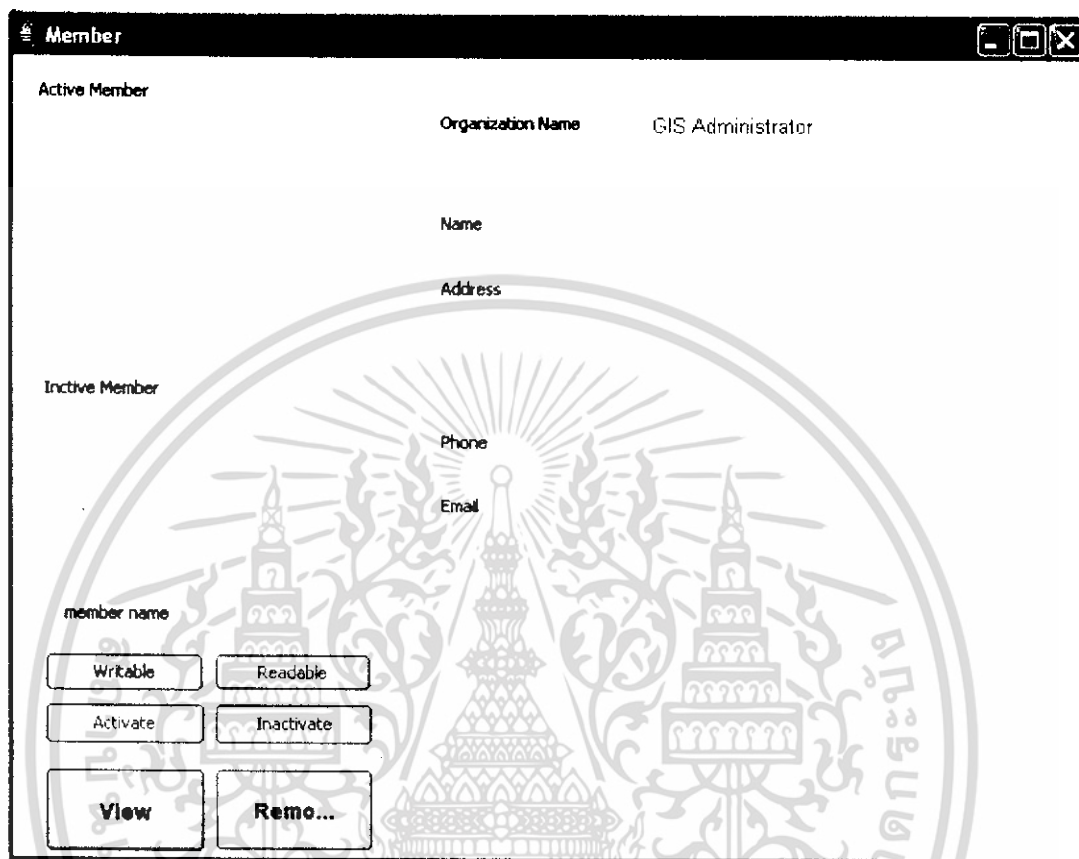 Member
Active Member
Organization Name GIS Administrator
Name
Address
Inctive Member
Phone
Email
member name
Writable Readable
Activate Inactivate
View Remo...